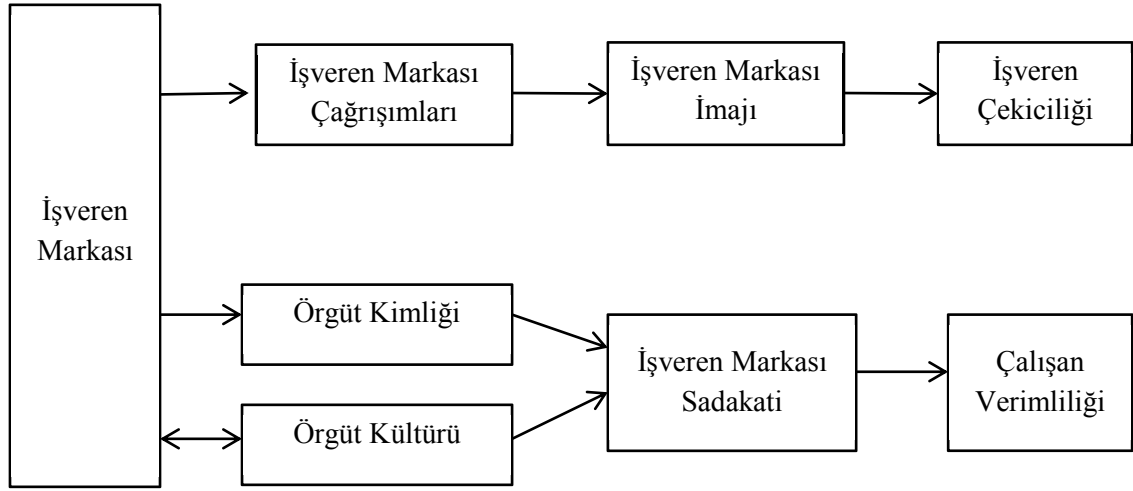 İşveren
Markası
İşveren Markası
Çağrışımları
İşveren Markası
İmajı
İşveren
Çekiciliği
Örgüt Kimliği
Örgüt Kültürü
İşveren Markası
Sadakati
Çalışan
Verimliliği